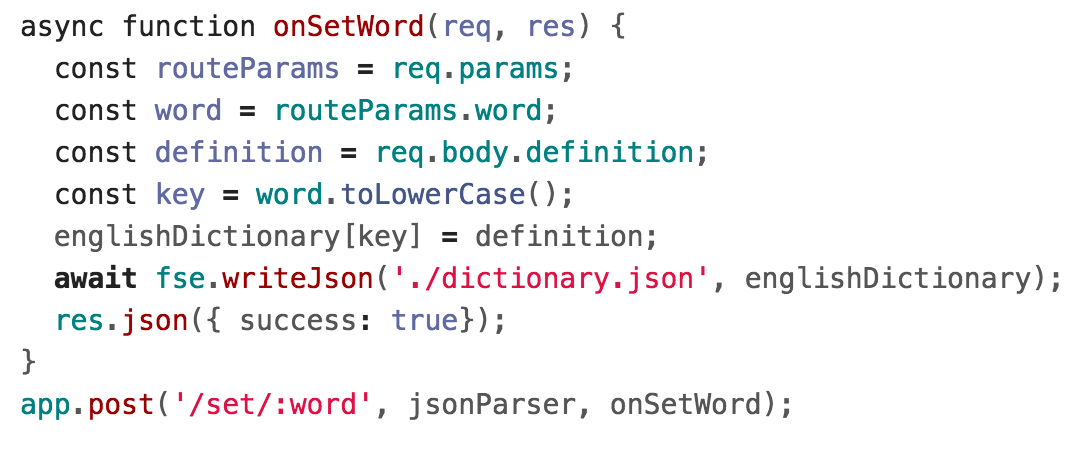 async function onSetWord(req, res) {
  const routeParams = req.params;
  const word = routeParams.word;
  const definition = req.body.definition;
  const key = word.toLowerCase();
  englishDictionary[key] = definition;
  await fse.writeJson('./dictionary.json', englishDictionary);
  res.json({ success: true});
}
app.post('/set/:word', jsonParser, onSetWord);